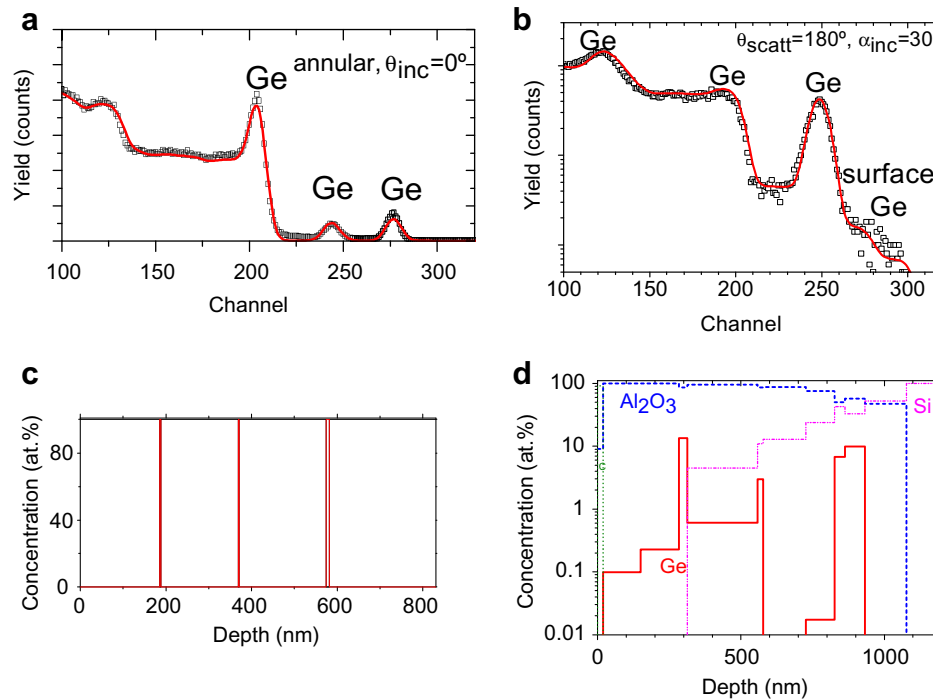 a
annular, θinc=0º
Ge
Ge
Ge
Yield (counts)
100 150 200 250 300
Channel
b
θscatt=180º, αinc=30
Ge
Ge
Ge
surface
Ge
Yield (counts)
100 150 200 250 300
Channel
c
Concentration (at.%)
80
40
0
0 200 400 600 800
Depth (nm)
d
Concentration (at.%)
100
10
1
0.1
0.01
Al2O3
Si
c
Ge
0 500 1000
Depth (nm)